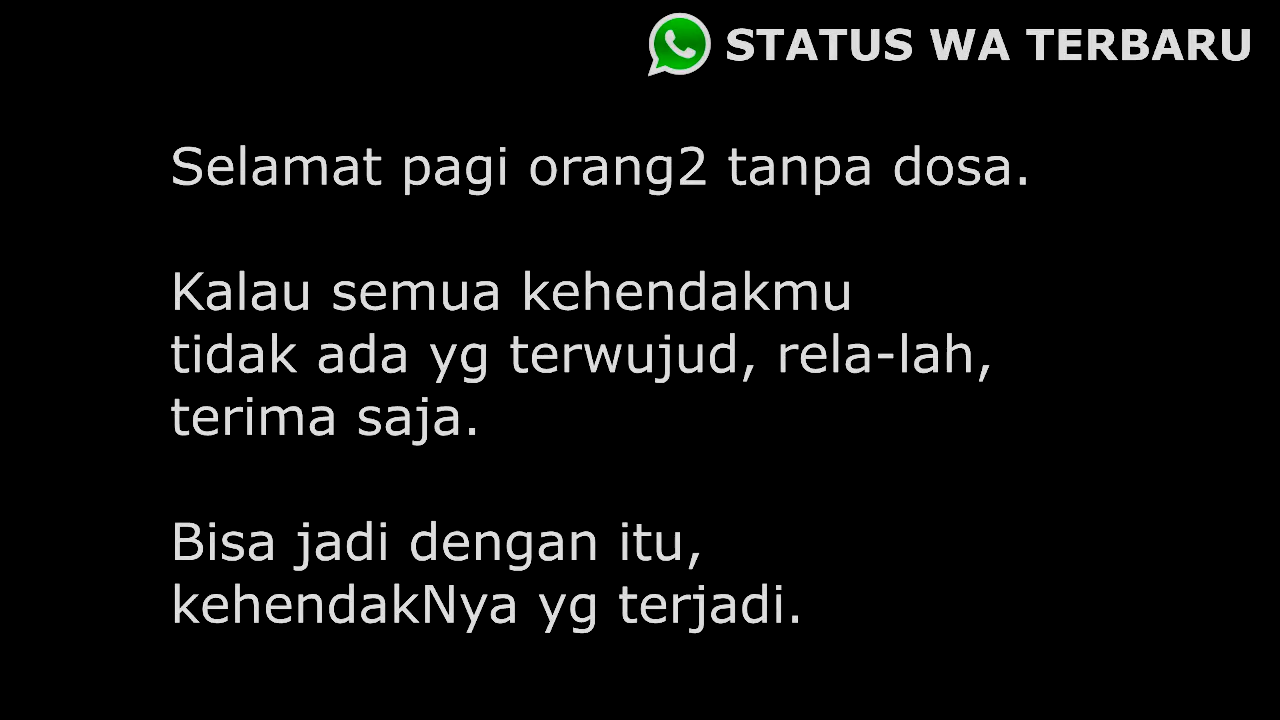 STATUS WA TERBARU
Selamat pagi orang2 tanpa dosa.
Kalau semua kehendakmu
tidak ada yg terwujud, rela-lah,
terima saja.
Bisa jadi dengan itu,
kehendakNya yg terjadi.